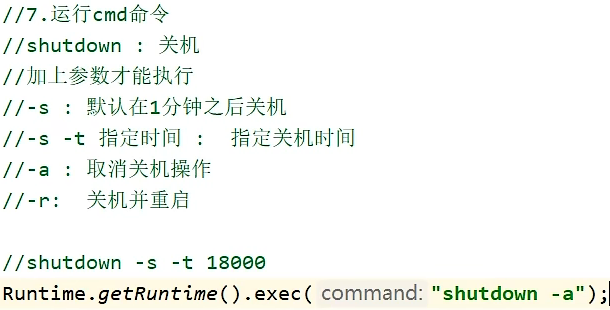 //7.运行cmd命令
//shutdown : 关机
//加上参数才能执行
//-s : 默认在1分钟之后关机
//-s -t 指定时间 : 指定关机时间
//-a : 取消关机操作
//-r: 关机并重启
//shutdown -s -t 18000
Runtime.getRuntime().exec( command: "shutdown -a");